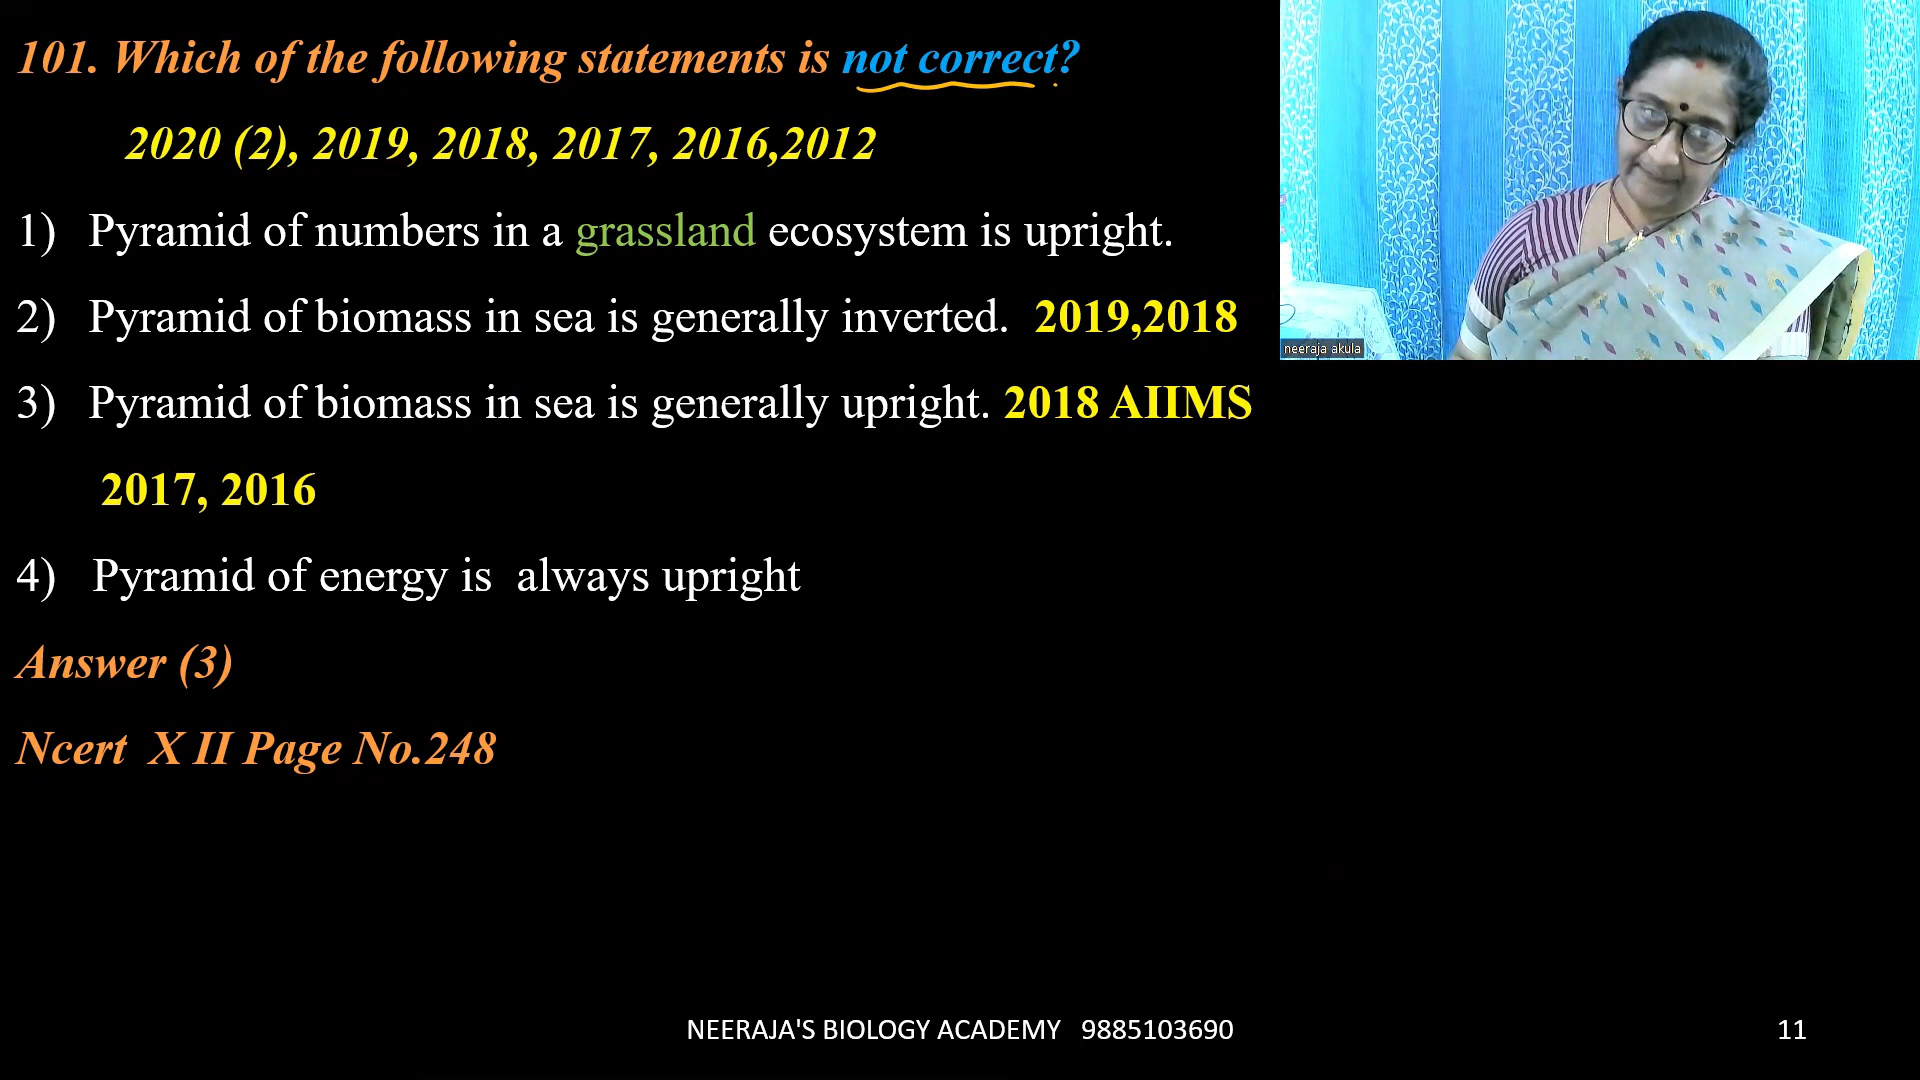 101. Which of the following statements is not correct?
2020 (2), 2019, 2018, 2017, 2016,2012
1) Pyramid of numbers in a grassland ecosystem is upright.
2) Pyramid of biomass in sea is generally inverted. 2019,2018
3) Pyramid of biomass in sea is generally upright. 2018 AIIMS
2017, 2016
4) Pyramid of energy is always upright
Answer (3)
Ncert X II Page No.248
neeraja akula
NEERAJA'S BIOLOGY ACADEMY 9885103690
11